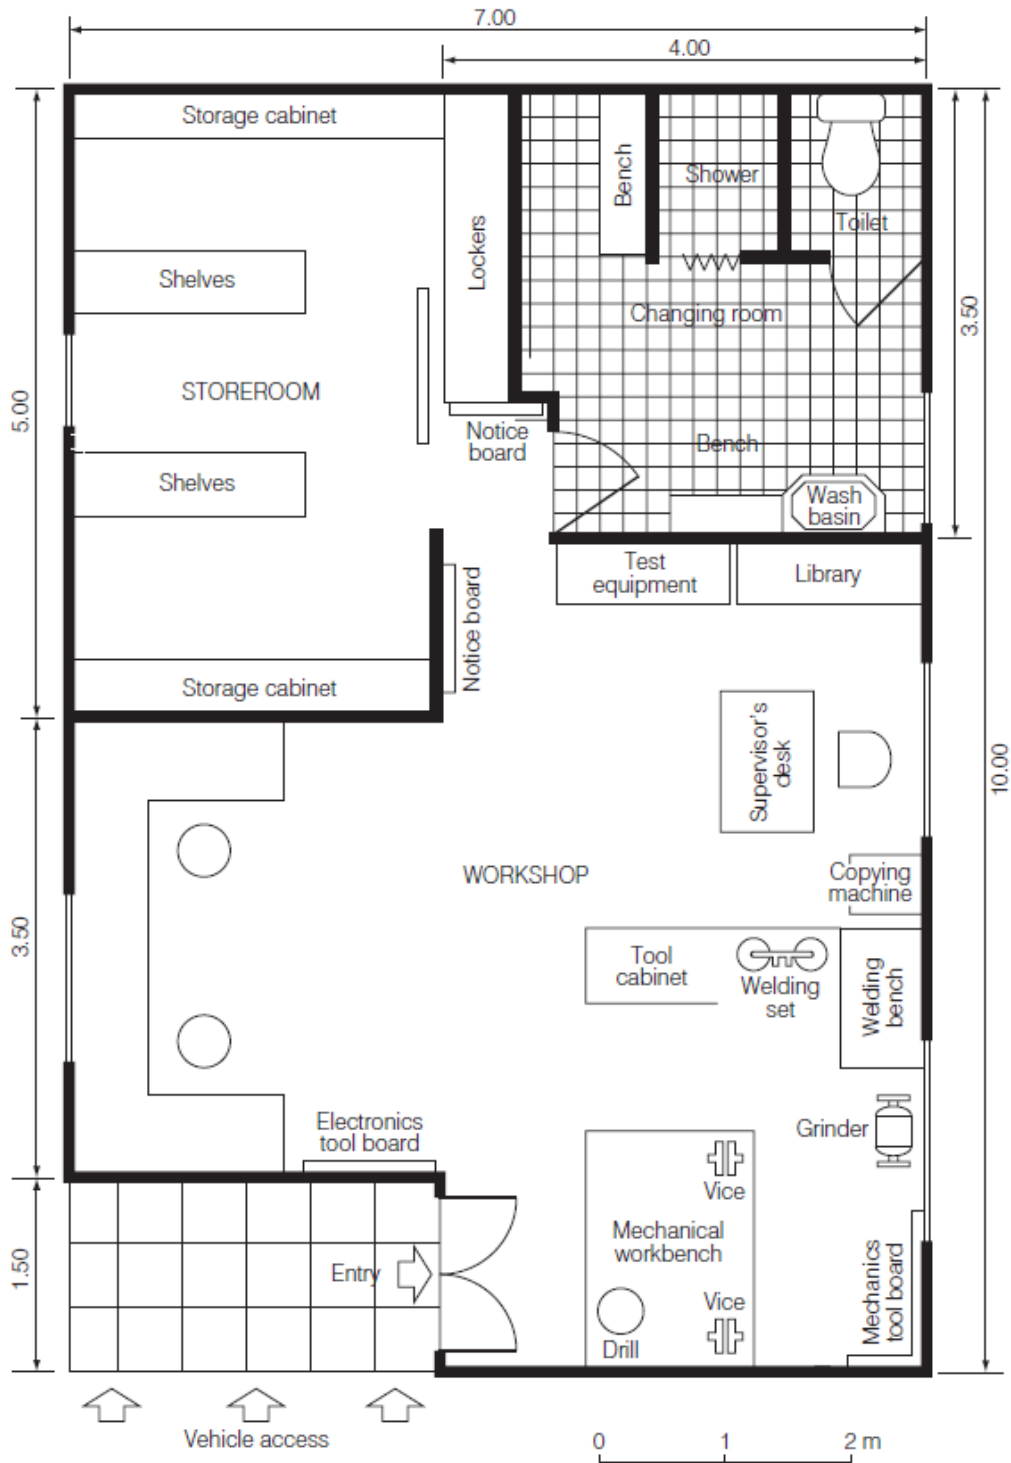 7.00
4.00
Storage cabinet
Bench
Shower
Toilet
Lockers
Shelves
Changing room
3.50
5.00
STOREROOM
Notice
board
Bench
Shelves
Wash
basin
Test
equipment
Library
Notice board
Storage cabinet
Supervisor's
desk
10.00
WORKSHOP
Copying
machine
3.50
Tool
cabinet
Welding
set
Welding
bench
Electronics
tool board
Grinder
Vice
Mechanical
workbench
1.50
Entry
Mechanics
tool board
Vice
Drill
Vehicle access
0 1 2 m